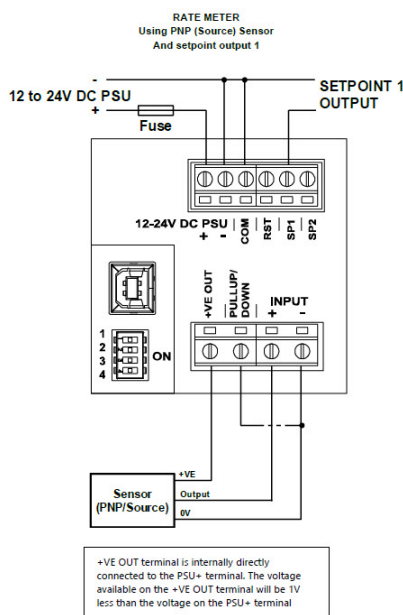 RATE METER
Using PNP (Source) Sensor
And setpoint output 1
-
12 to 24V DC PSU
+
Fuse
SETPOINT 1
OUTPUT
12-24V DC PSU
+
-
COM
RST
SP1
SP2
+VE OUT
PULLUP/
DOWN
INPUT
+
-
1
2
3
4
ON
+VE
Sensor
(PNP/Source)
Output
0V
+VE OUT terminal is internally directly
connected to the PSU+ terminal. The voltage
available on the +VE OUT terminal will be 1V
less than the voltage on the PSU+ terminal